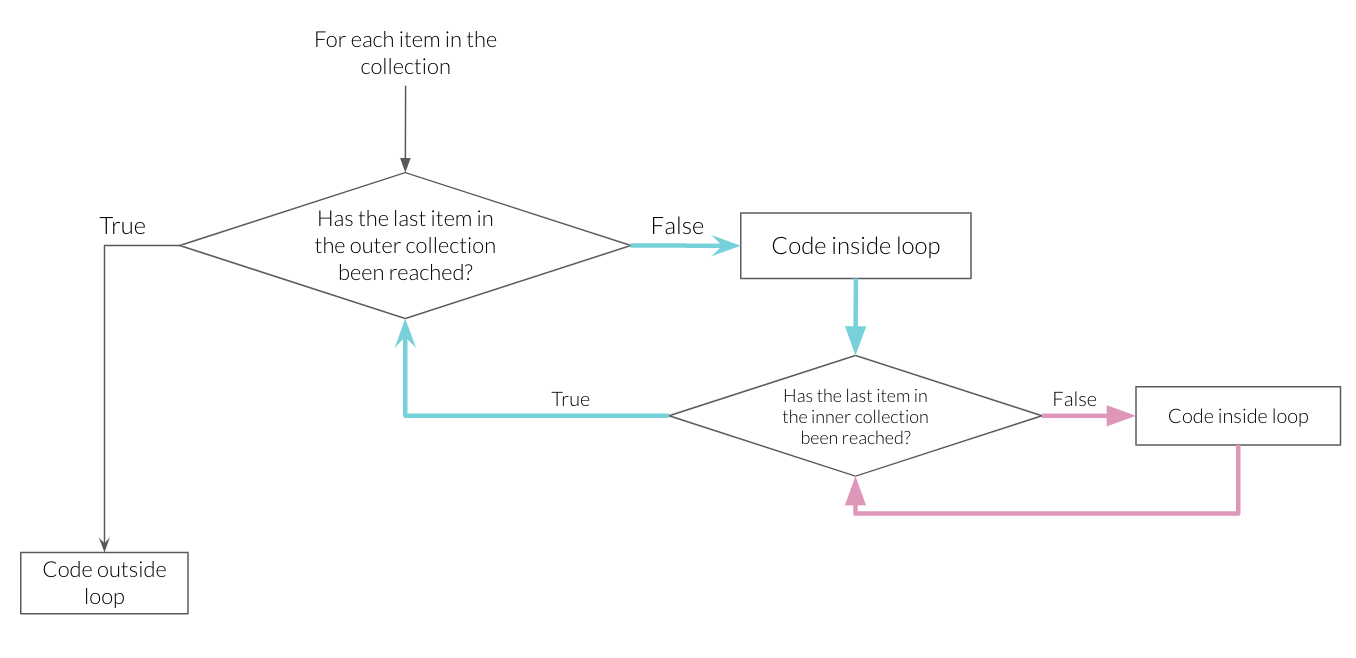 For each item in the
collection
True
Has the last item in
the outer collection
been reached?
False
Code inside loop
True
Has the last item in
the inner collection
been reached?
False
Code inside loop
Code outside
loop